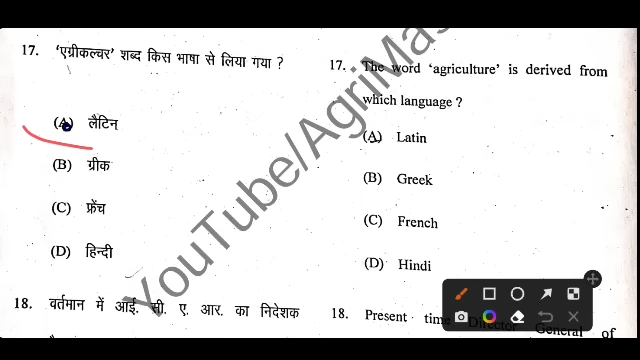 17. ‘एग्रीकल्चर’ शब्द किस भाषा से लिया गया ?
(A) लैटिन
(B) ग्रीक
(C) फ्रेंच
(D) हिन्दी
18. वर्तमान में आई. सी. ए. आर. का निदेशक
17. The word ‘agriculture’ is derived from
which language ?
(A) Latin
(B) Greek
(C) French
(D) Hindi
18. Present time Director General of
YouTube/AgriMas